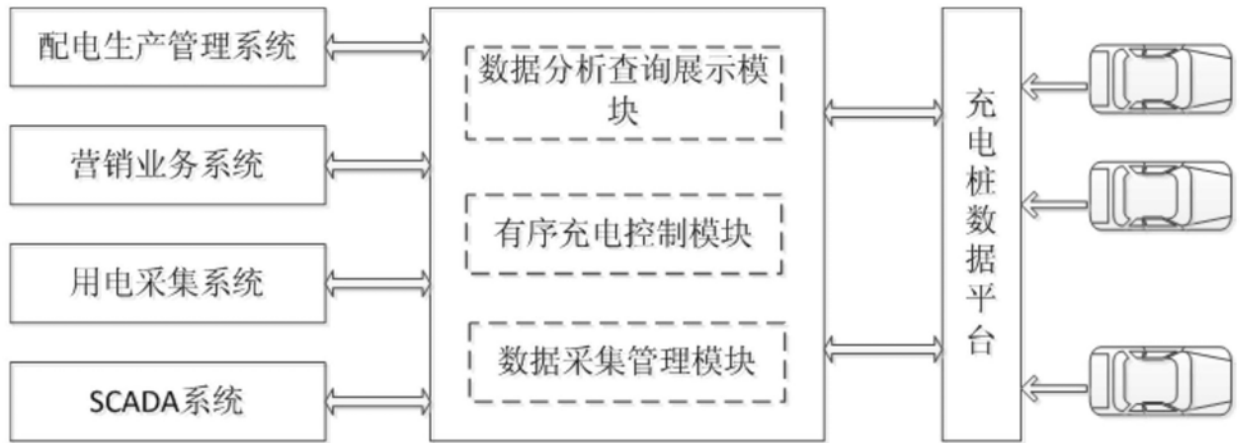 配电生产管理系统
营销业务系统
用电采集系统
SCADA系统
数据分析查询展示模
块
有序充电控制模块
数据采集管理模块
充电桩数据平台